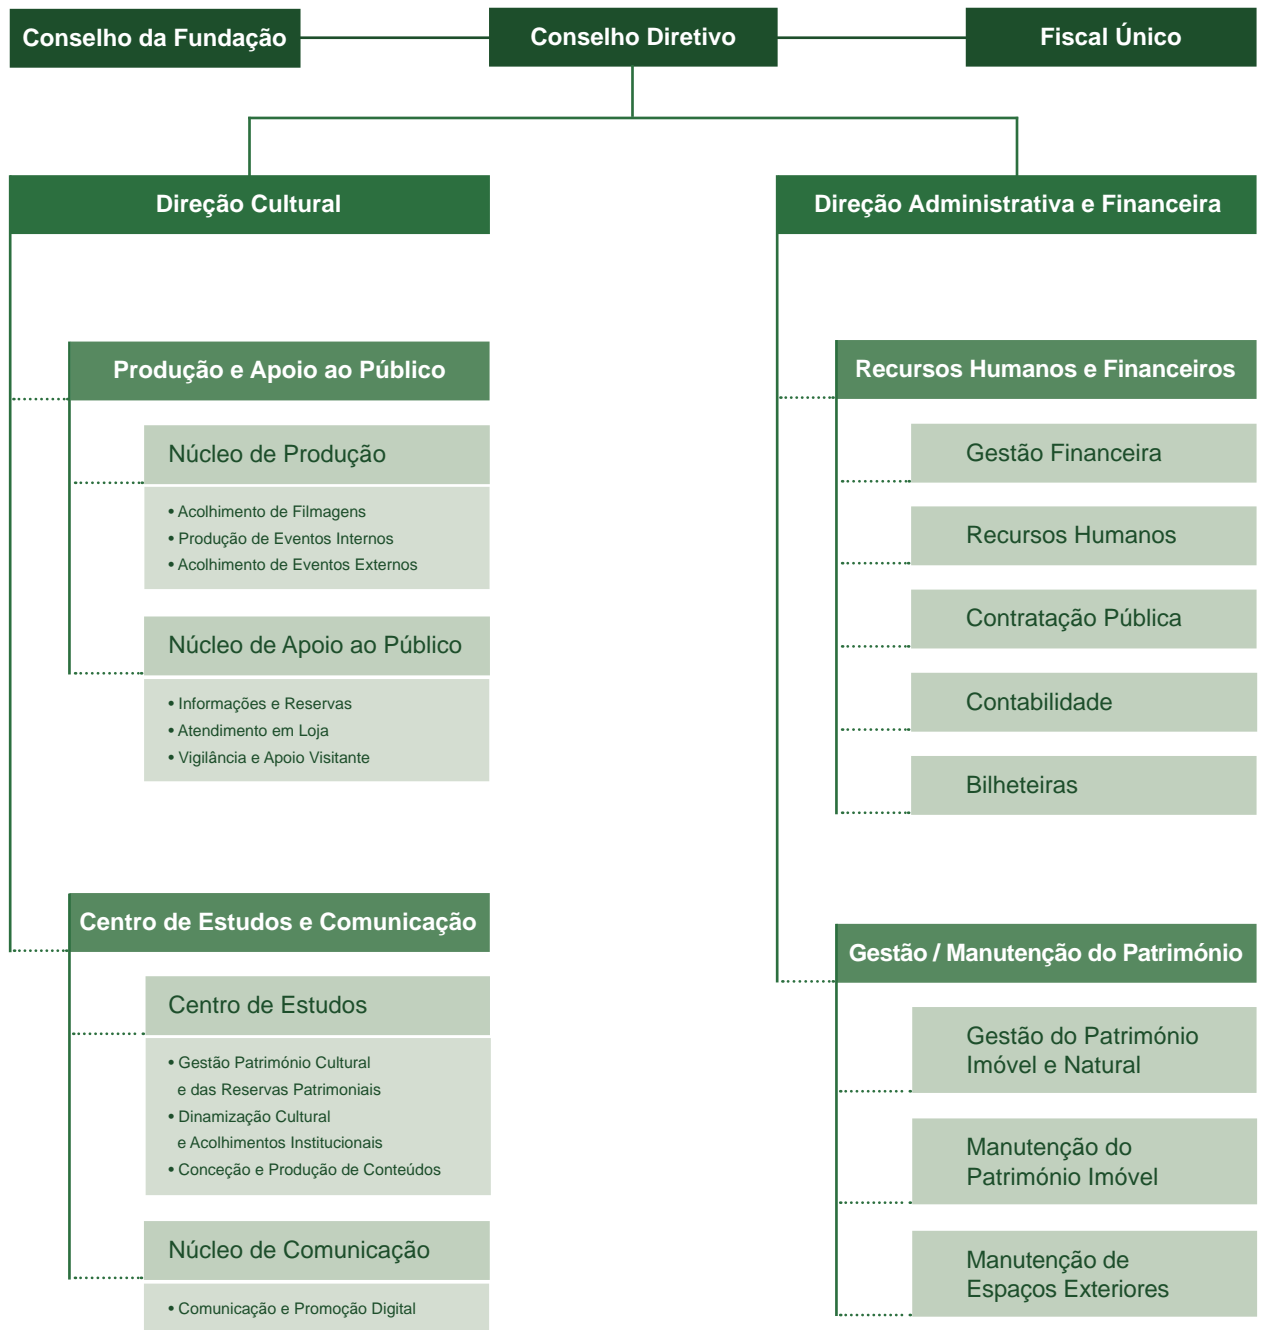 Conselho da Fundação
Conselho Diretivo
Fiscal Único
Direção Cultural
Produção e Apoio ao Público
Núcleo de Produção
• Acolhimento de Filmagens
• Produção de Eventos Internos
• Acolhimento de Eventos Externos
Núcleo de Apoio ao Público
• Informações e Reservas
• Atendimento em Loja
• Vigilância e Apoio Visitante
Centro de Estudos e Comunicação
Centro de Estudos
• Gestão Património Cultural
e das Reservas Patrimoniais
• Dinamização Cultural
e Acolhimentos Institucionais
• Conceção e Produção de Conteúdos
Núcleo de Comunicação
• Comunicação e Promoção Digital
Direção Administrativa e Financeira
Recursos Humanos e Financeiros
Gestão Financeira
Recursos Humanos
Contratação Pública
Contabilidade
Bilheteiras
Gestão / Manutenção do Património
Gestão do Património
Imóvel e Natural
Manutenção do
Património Imóvel
Manutenção de
Espaços Exteriores